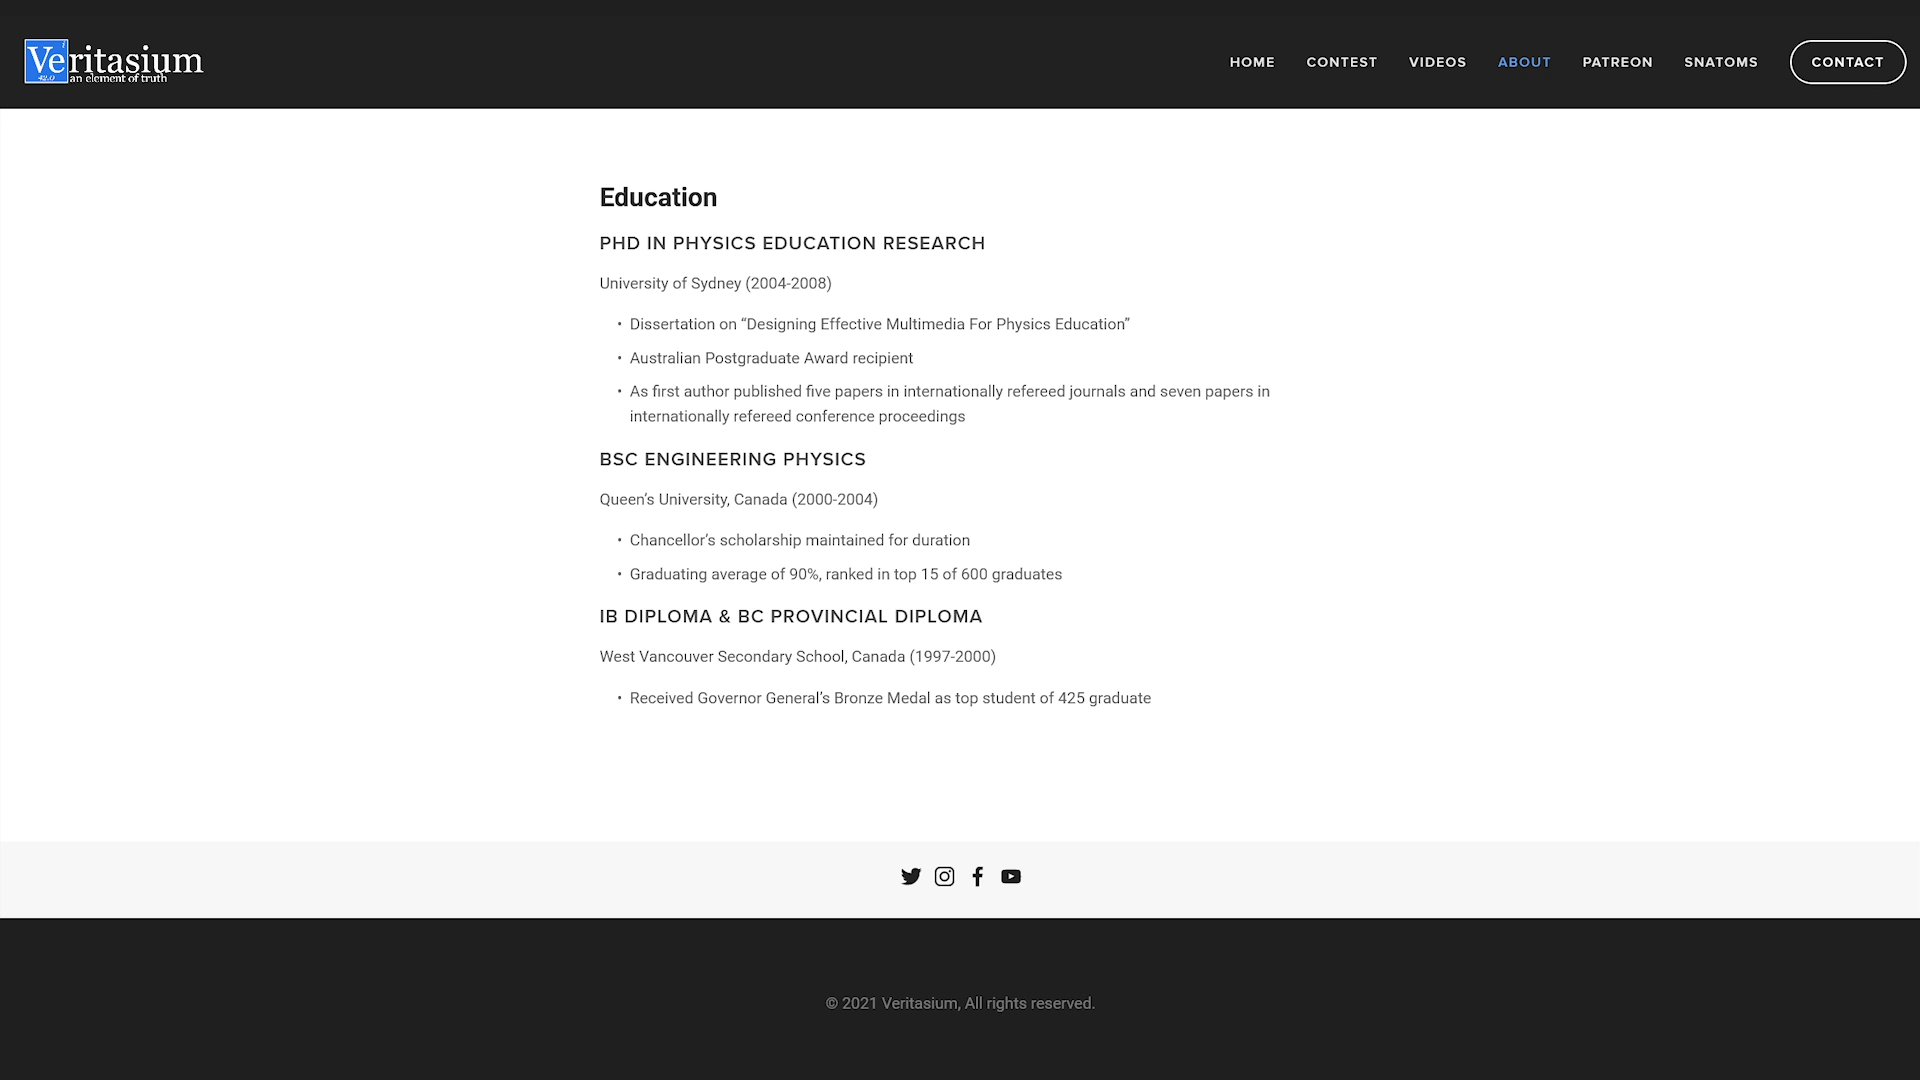 Veritasium
42.0
an element of truth
HOME CONTEST VIDEOS ABOUT PATREON SNATOMS CONTACT
Education
PHD IN PHYSICS EDUCATION RESEARCH
University of Sydney (2004-2008)
• Dissertation on “Designing Effective Multimedia For Physics Education”
• Australian Postgraduate Award recipient
• As first author published five papers in internationally refereed journals and seven papers in
internationally refereed conference proceedings
BSC ENGINEERING PHYSICS
Queen’s University, Canada (2000-2004)
• Chancellor’s scholarship maintained for duration
• Graduating average of 90%, ranked in top 15 of 600 graduates
IB DIPLOMA & BC PROVINCIAL DIPLOMA
West Vancouver Secondary School, Canada (1997-2000)
• Received Governor General’s Bronze Medal as top student of 425 graduate
© 2021 Veritasium, All rights reserved.